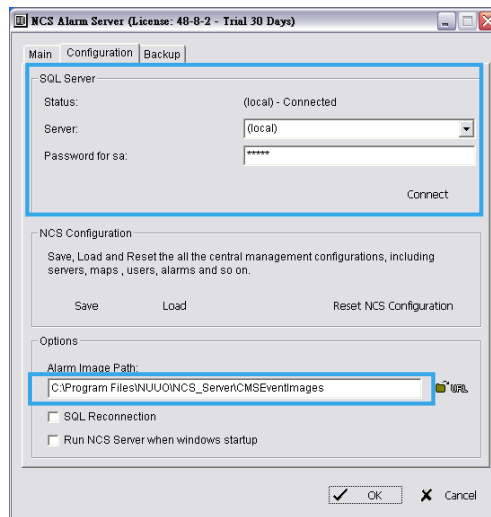 NCS Alarm Server (License: 48-8-2 - Trial 30 Days)
Main Configuration Backup
SQL Server
Status: (local) - Connected
Server: (local)
Password for sa: *****
Connect
NCS Configuration
Save, Load and Reset the all the central management configurations, including
servers, maps , users, alarms and so on.
Save Load Reset NCS Configuration
Options
Alarm Image Path:
C:\Program Files\NUUO\NCS_Server\CMSEventImages URL
SQL Reconnection
Run NCS Server when windows startup
OK Cancel